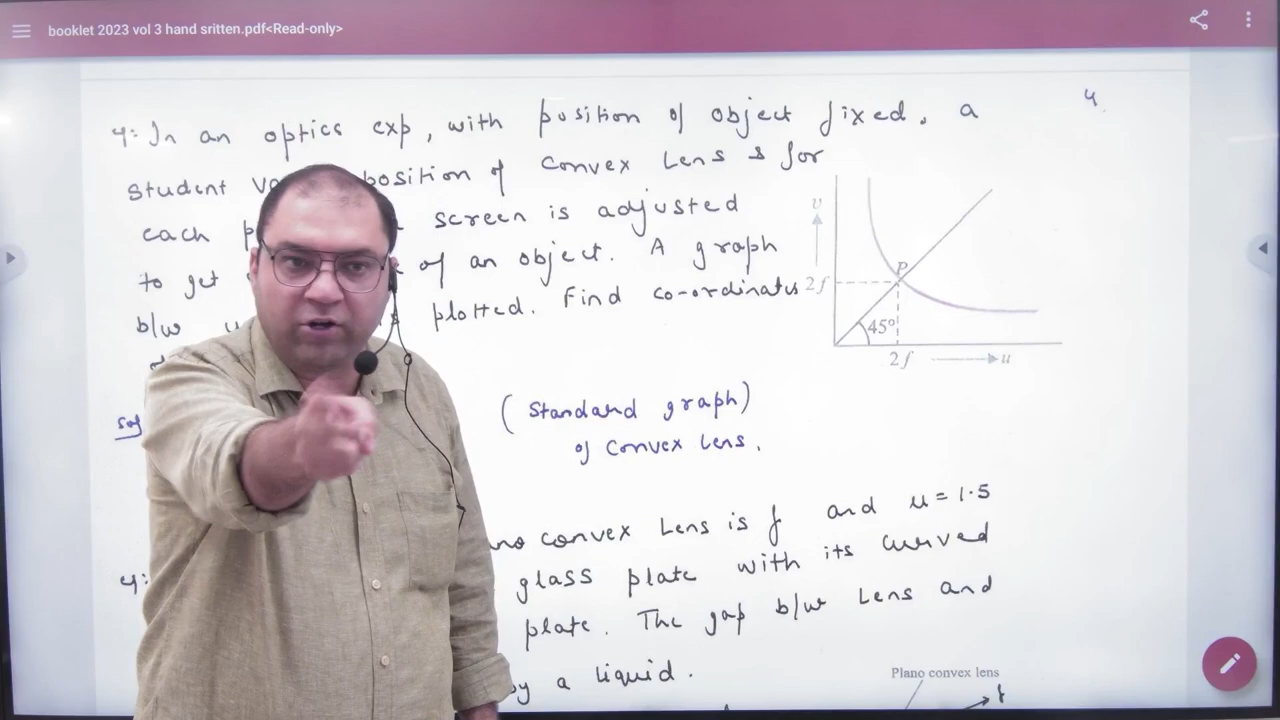 booklet 2023 vol 3 hand sritten.pdf<Read-only>
4
4: In an optics exp, with position of object fixed, a
student position of convex Lens & for
each screen is adjusted
to get of an object. A graph
b/w plotted. Find co-ordinates
v
2f
P
45°
2f u
Sol (Standard graph)
of convex Lens.
4: convex Lens is f and u = 1.5
glass plate with its curved
plate. The gap b/w Lens and
by a liquid.
Plano convex lens